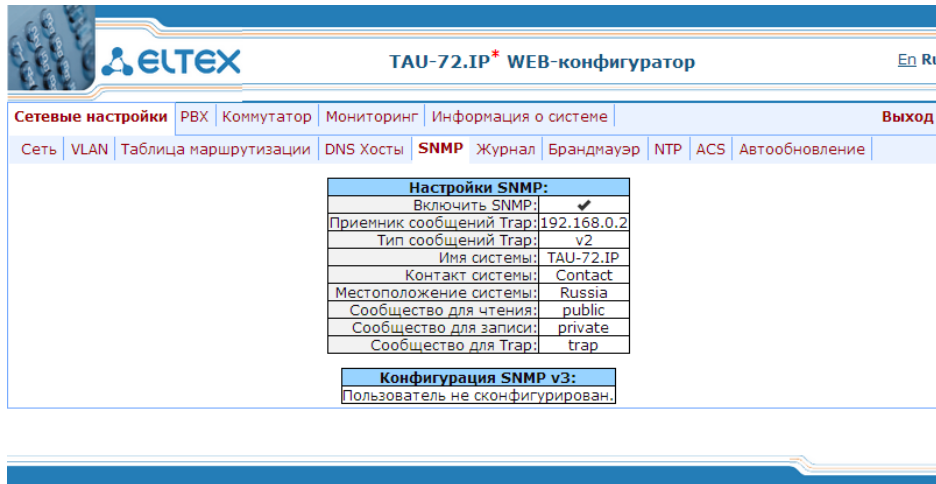 ELTEX
TAU-72.IP* WEB-конфигуратор
En Ru
Сетевые настройки PBX Коммутатор Мониторинг Информация о системе Выход
Сеть VLAN Таблица маршрутизации DNS Хосты SNMP Журнал Брандмауэр NTP ACS Автообновление
Настройки SNMP:
Включить SNMP: ✔
Приемник сообщений Trap: 192.168.0.2
Тип сообщений Trap: v2
Имя системы: TAU-72.IP
Контакт системы: Contact
Местоположение системы: Russia
Сообщество для чтения: public
Сообщество для записи: private
Сообщество для Trap: trap
Конфигурация SNMP v3:
Пользователь не сконфигурирован.